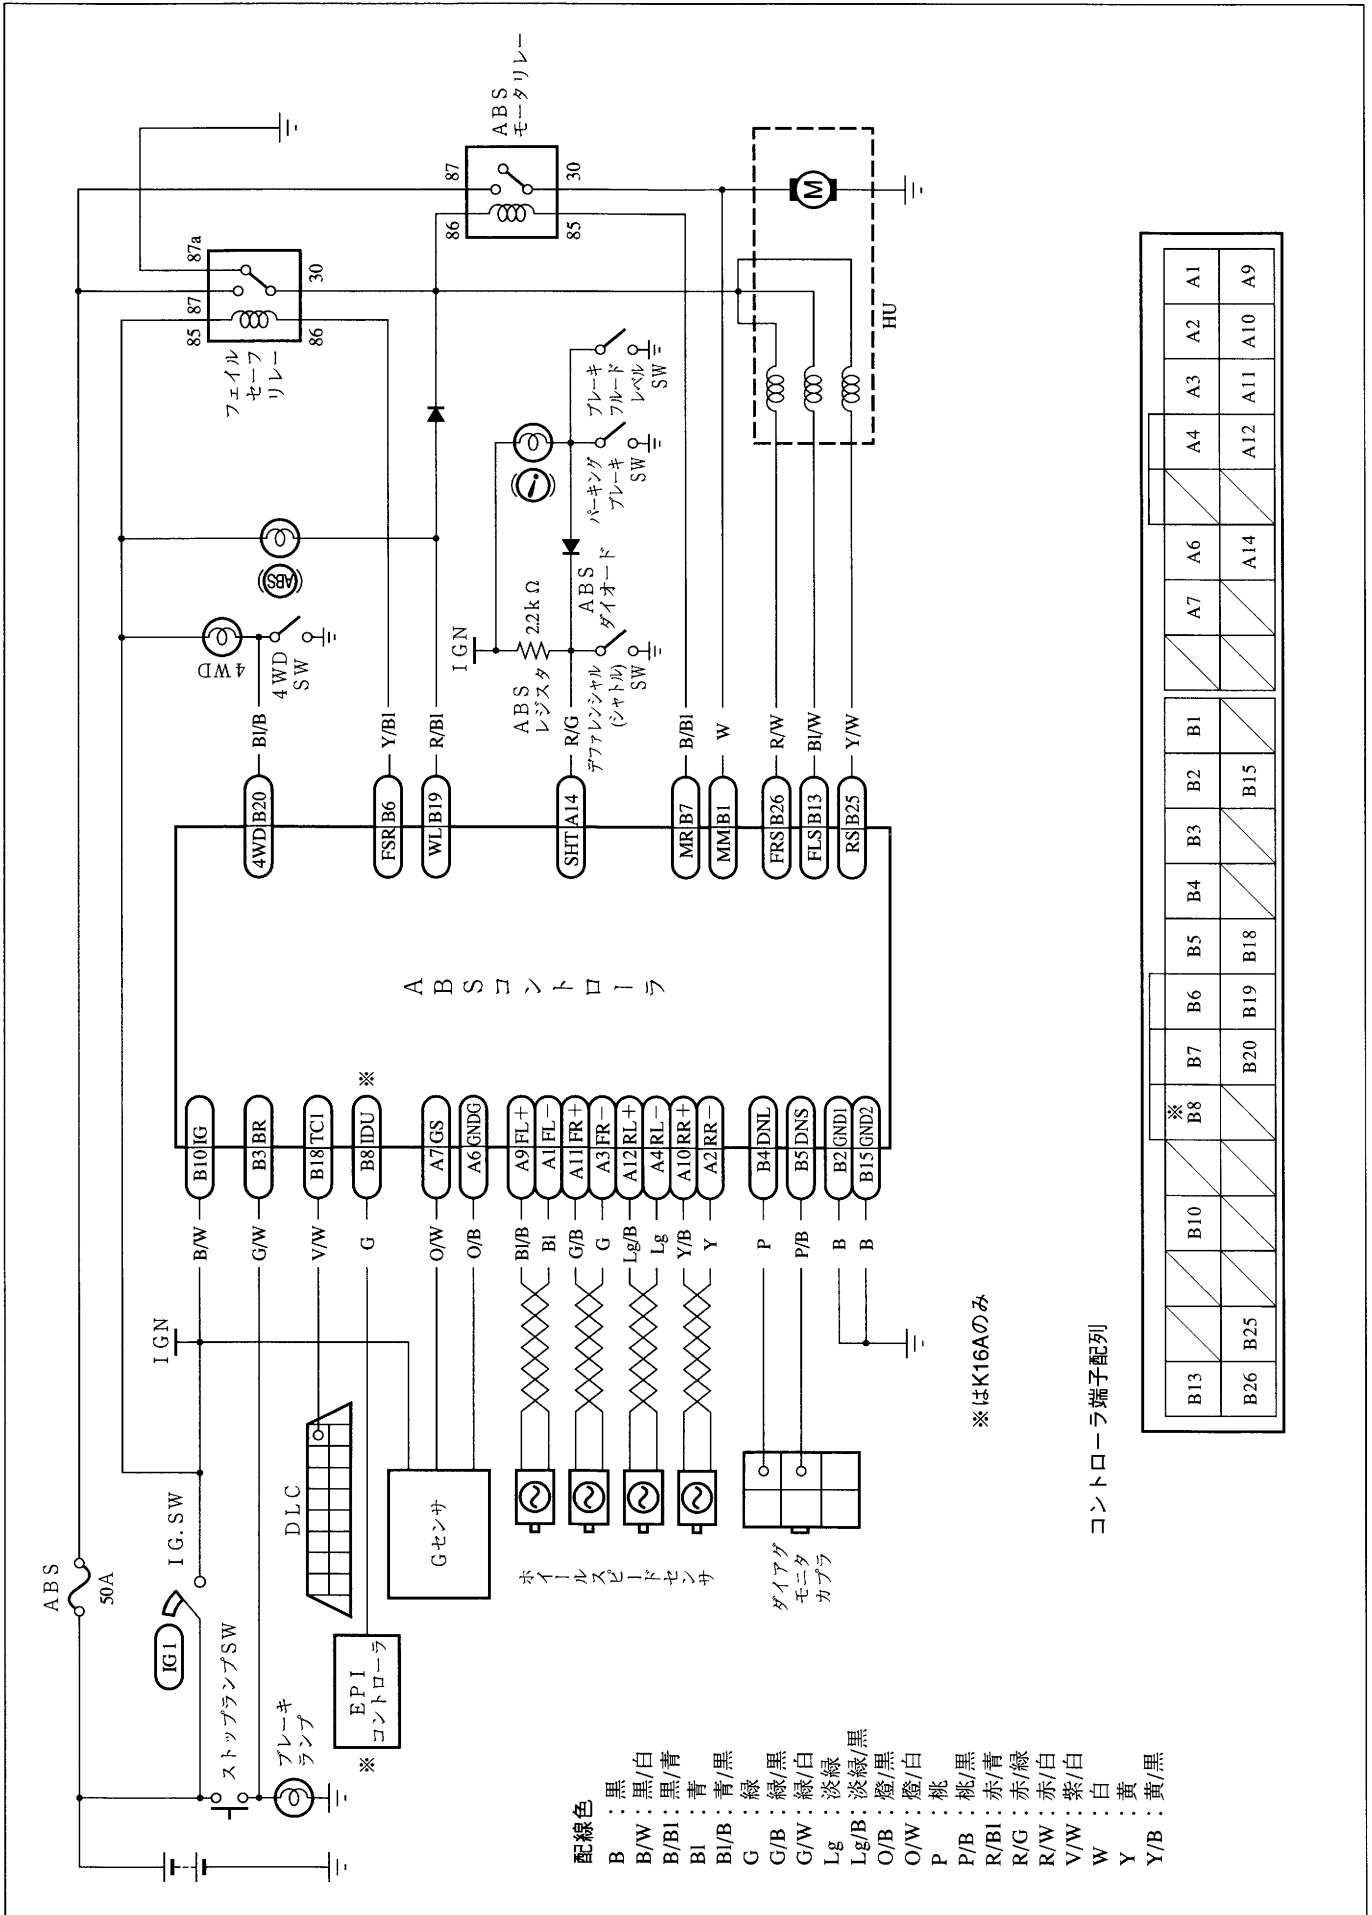 ABS
50A
IG1
IG.SW
ストップランプSW
ブレーキ
ランプ
IGN
DLC
※
EPI
コントローラ
Gセンサ
ホイールスピードセンサ
ダイアグ
モニタ
カプラ
B/W
G/W
V/W
G
O/W
O/B
Bl/B
Bl
G/B
G
Lg/B
Lg
Y/B
Y
P
P/B
B
B
B10 IG
B3 BR
B18 TC1
B8 IDU
※
A7 GS
A6 GNDG
A9 FL+
A1 FL-
A11 FR+
A3 FR-
A12 RL+
A4 RL-
A10 RR+
A2 RR-
B4 DNL
B5 DNS
B2 GND1
B15 GND2
ABSコントローラ
4WD B20
FSR B6
WL B19
SHT A14
MR B7
MM B1
FRS B26
FLS B13
RS B25
Bl/B
Y/Bl
R/Bl
R/G
B/Bl
W
R/W
Bl/W
Y/W
4WD
4WD
SW
ABS
フェイル
セーフ
リレー
85
87
87a
86
30
ABS
モータリレー
86
87
85
30
IGN
ABS
レジスタ
2.2kΩ
ABS
ダイオード
デファレンシャル
(シャトル)
SW
パーキング
ブレーキ
SW
ブレーキ
フルード
レベル
SW
M
HU
※はK16Aのみ
コントローラ端子配列
B13 B10 ※B8 B7 B6 B5 B4 B3 B2 B1 A7 A6 A4 A3 A2 A1
B26 B25 B20 B19 B18 B15 A14 A12 A11 A10 A9
配線色
B : 黒
B/W : 黒/白
B/Bl : 黒/青
Bl : 青
Bl/B : 青/黒
G : 緑
G/B : 緑/黒
G/W : 緑/白
Lg : 淡緑
Lg/B : 淡緑/黒
O/B : 燈/黒
O/W : 燈/白
P : 桃
P/B : 桃/黒
R/Bl : 赤/青
R/G : 赤/緑
R/W : 赤/白
V/W : 紫/白
W : 白
Y : 黄
Y/B : 黄/黒